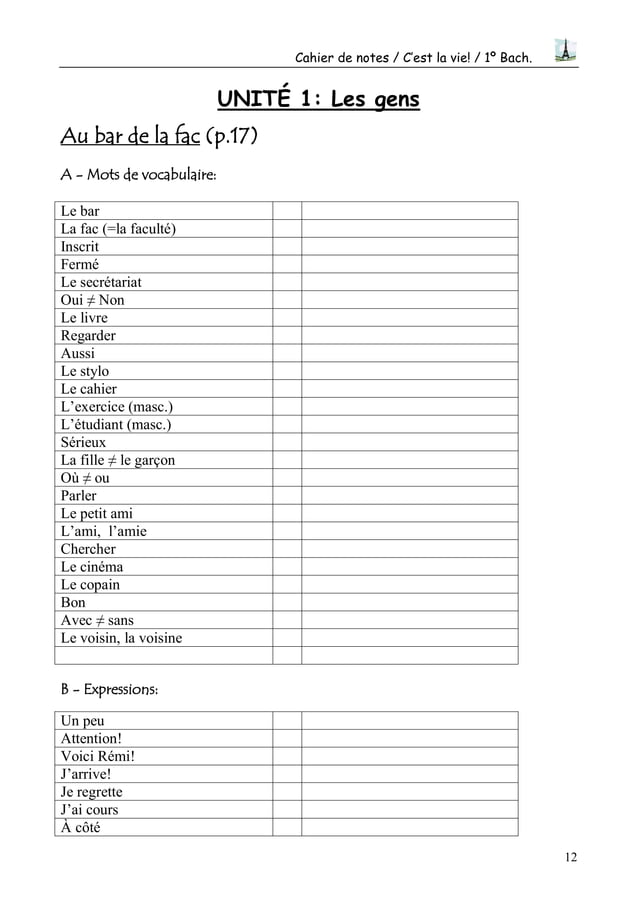 Cahier de notes / C’est la vie! / 1º Bach.
UNITÉ 1: Les gens
Au bar de la fac (p.17)
A - Mots de vocabulaire:
Le bar
La fac (=la faculté)
Inscrit
Fermé
Le secrétariat
Oui ≠ Non
Le livre
Regarder
Aussi
Le stylo
Le cahier
L’exercice (masc.)
L’étudiant (masc.)
Sérieux
La fille ≠ le garçon
Où ≠ ou
Parler
Le petit ami
L’ami, l’amie
Chercher
Le cinéma
Le copain
Bon
Avec ≠ sans
Le voisin, la voisine
B - Expressions:
Un peu
Attention!
Voici Rémi!
J’arrive!
Je regrette
J’ai cours
À côté
12